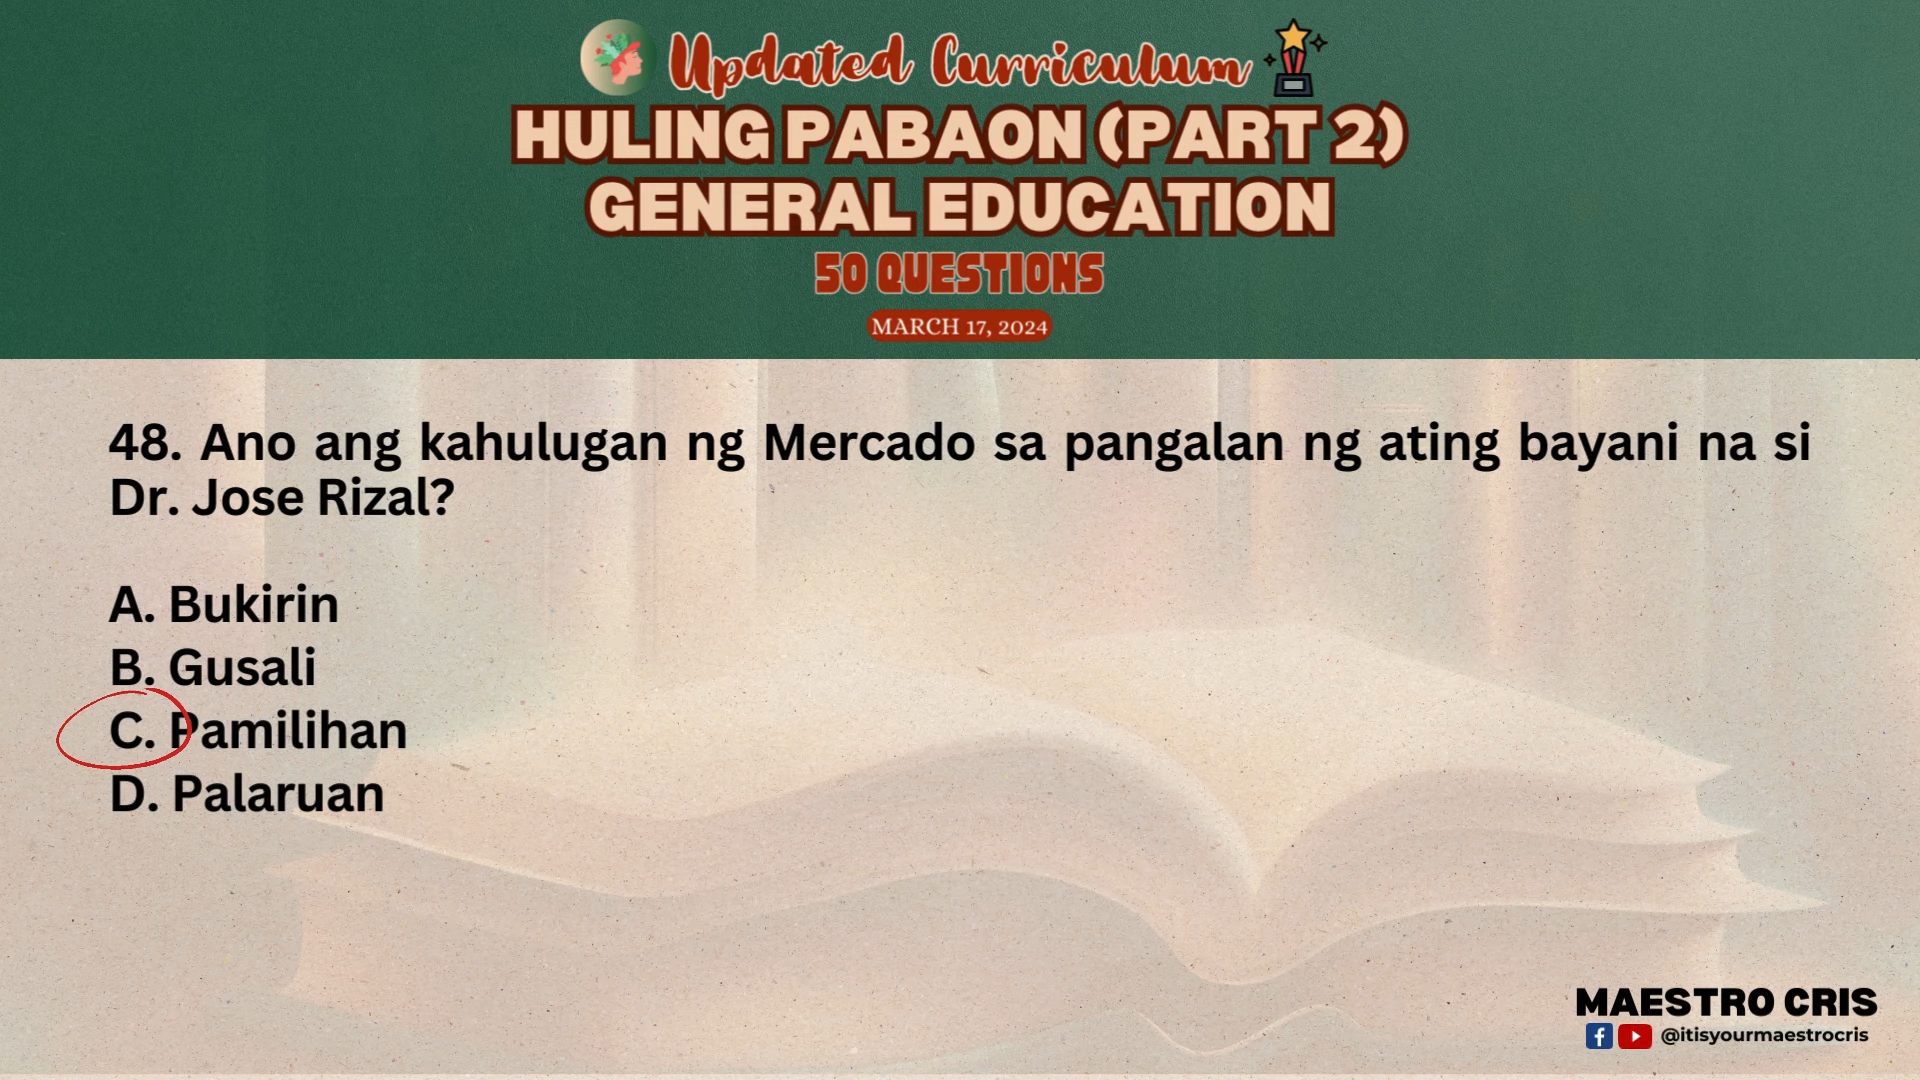 Updated Curriculum
HULING PABAON (PART 2)
GENERAL EDUCATION
50 QUESTIONS
MARCH 17, 2024
48. Ano ang kahulugan ng Mercado sa pangalan ng ating bayani na si
Dr. Jose Rizal?
A. Bukirin
B. Gusali
C. Pamilihan
D. Palaruan
MAESTRO CRIS
@itisyourmaestrocris